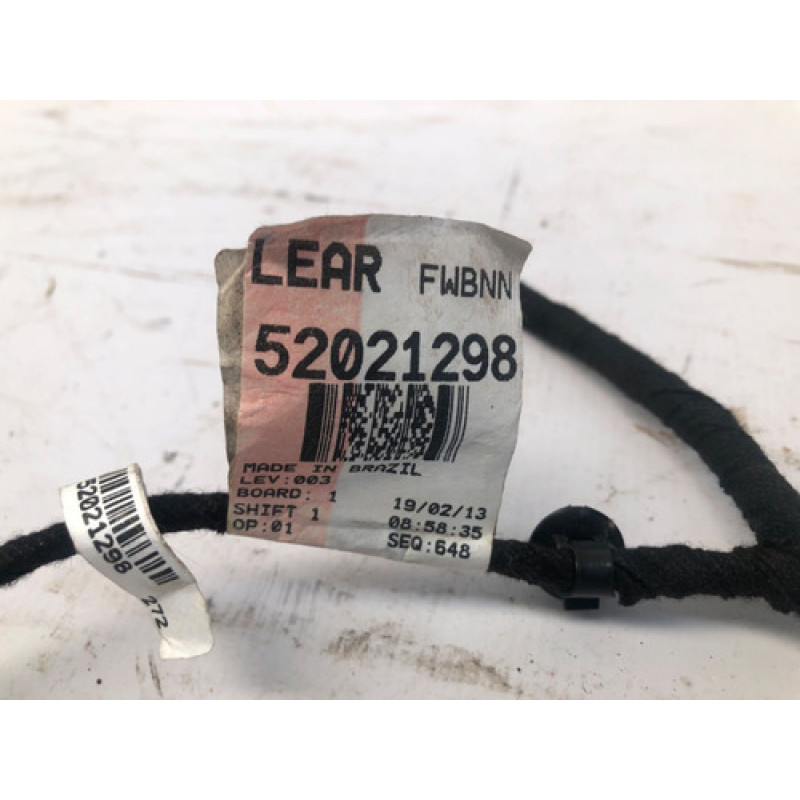 LEAR FWBNN
52021298
MADE IN BRAZIL
LEV:003
BOARD: 1
SHIFT 1
OP:01
19/02/13
08:58:35
SEQ:648
52021298 272